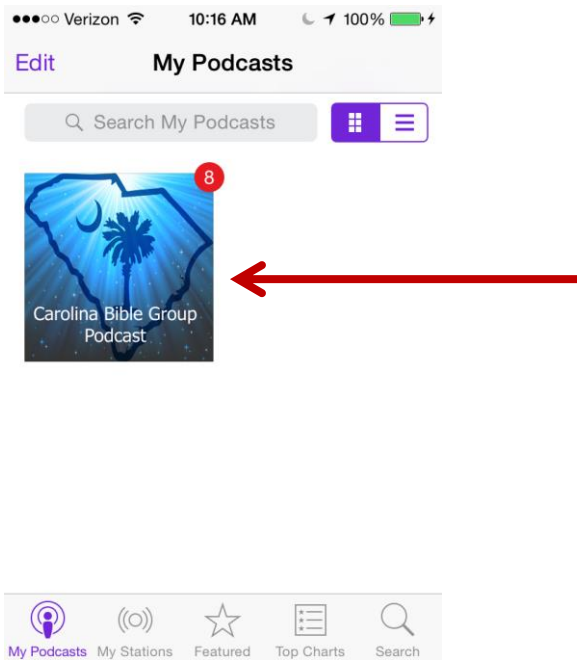 Verizon 10:16 AM 100%
Edit My Podcasts
Search My Podcasts
8
Carolina Bible Group
Podcast
My Podcasts My Stations Featured Top Charts Search